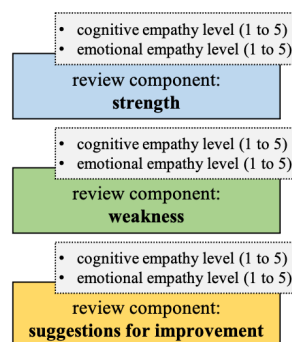 • cognitive empathy level (1 to 5)
• emotional empathy level (1 to 5)
review component:
strength
• cognitive empathy level (1 to 5)
• emotional empathy level (1 to 5)
review component:
weakness
• cognitive empathy level (1 to 5)
• emotional empathy level (1 to 5)
review component:
suggestions for improvement